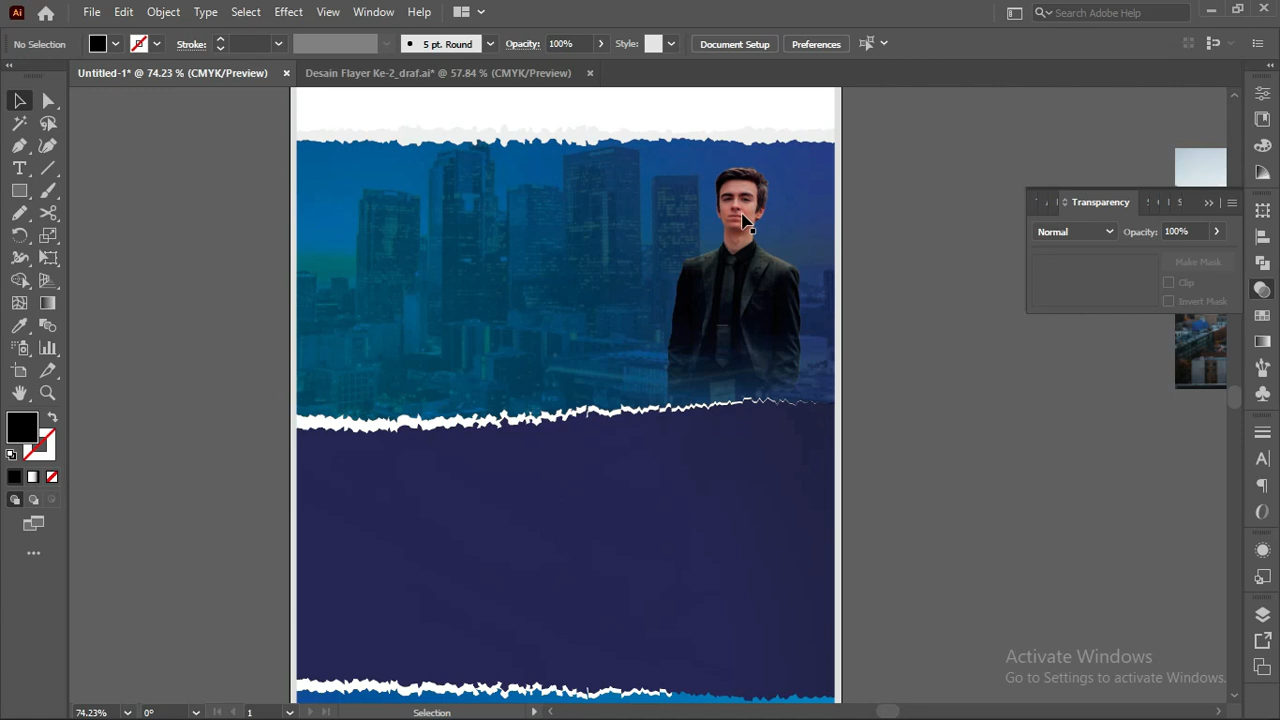 Ai File Edit Object Type Select Effect View Window Help Search Adobe Help
No Selection Stroke: 5 pt. Round Opacity: 100% Style: Document Setup Preferences
Untitled-1* @ 74.23 % (CMYK/Preview) × Desain Flayer Ke-2_draf.ai* @ 57.84 % (CMYK/Preview) ×
Transparency
Normal Opacity: 100%
Make Mask
Clip
Invert Mask
Activate Windows
Go to Settings to activate Windows.
74.23% 0° 1 Selection